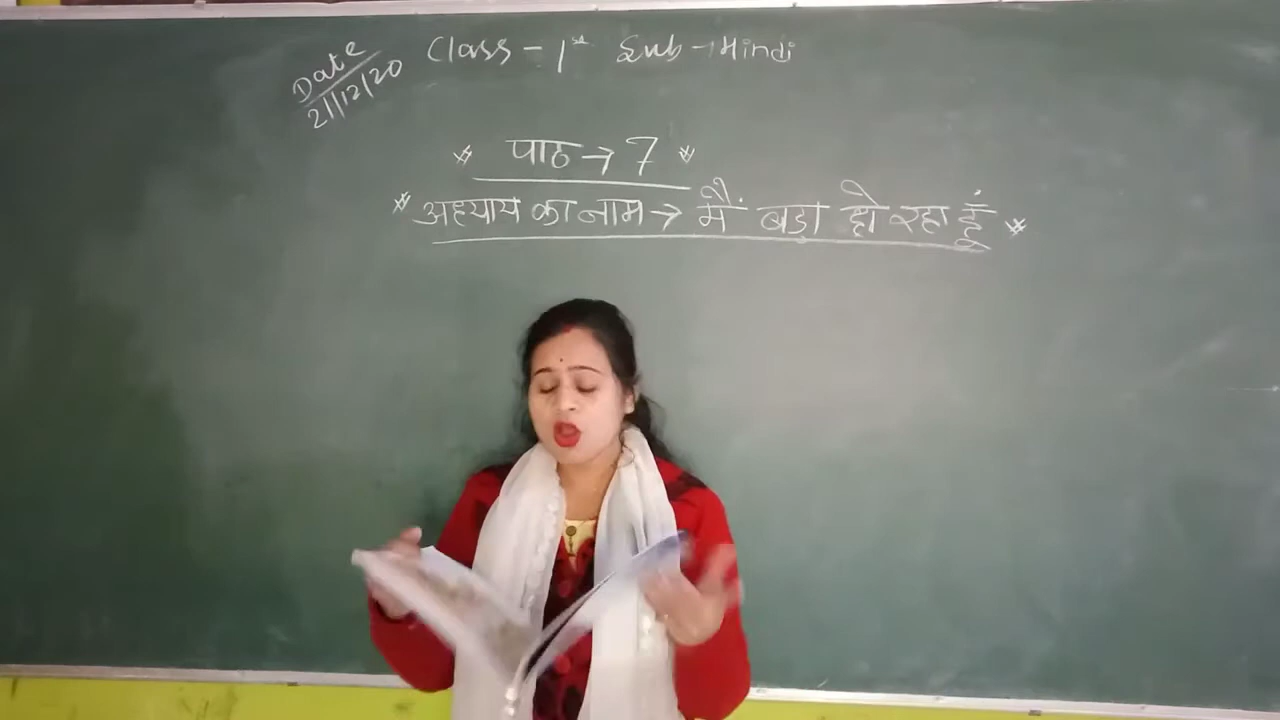 Date
21/12/20
Class - 1st Sub → Hindi
पाठ → 7
अध्याय का नाम → मैं बड़ा हो रहा हूँ